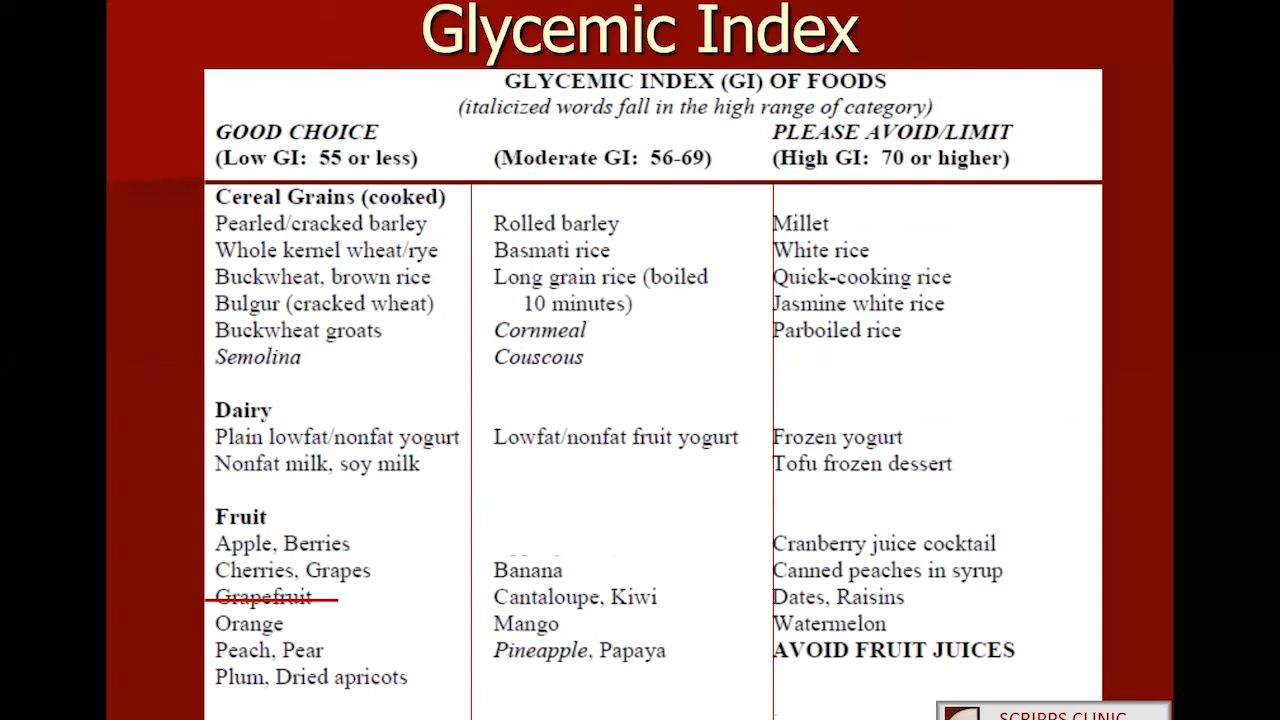 Glycemic Index
GLYCEMIC INDEX (GI) OF FOODS
(italicized words fall in the high range of category)
GOOD CHOICE PLEASE AVOID/LIMIT
(Low GI: 55 or less) (Moderate GI: 56-69) (High GI: 70 or higher)
Cereal Grains (cooked)
Pearled/cracked barley Rolled barley Millet
Whole kernel wheat/rye Basmati rice White rice
Buckwheat, brown rice Long grain rice (boiled Quick-cooking rice
Bulgur (cracked wheat) 10 minutes) Jasmine white rice
Buckwheat groats Cornmeal Parboiled rice
Semolina Couscous
Dairy
Plain lowfat/nonfat yogurt Lowfat/nonfat fruit yogurt Frozen yogurt
Nonfat milk, soy milk Tofu frozen dessert
Fruit
Apple, Berries Cranberry juice cocktail
Cherries, Grapes Banana Canned peaches in syrup
Grapefruit Cantaloupe, Kiwi Dates, Raisins
Orange Mango Watermelon
Peach, Pear Pineapple, Papaya AVOID FRUIT JUICES
Plum, Dried apricots
SCRIPPS CLINIC